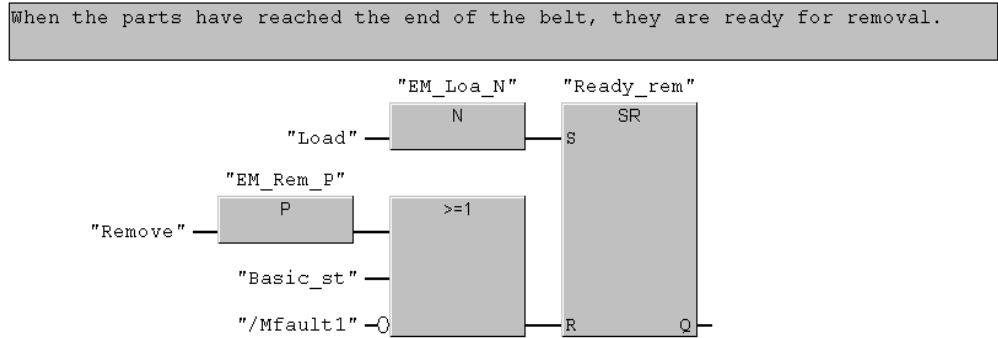 When the parts have reached the end of the belt, they are ready for removal.
"EM_Loa_N" "Ready_rem"
N SR
"Load" S
"EM_Rem_P"
P >=1
"Remove"
"Basic_st"
"/Mfault1" R Q